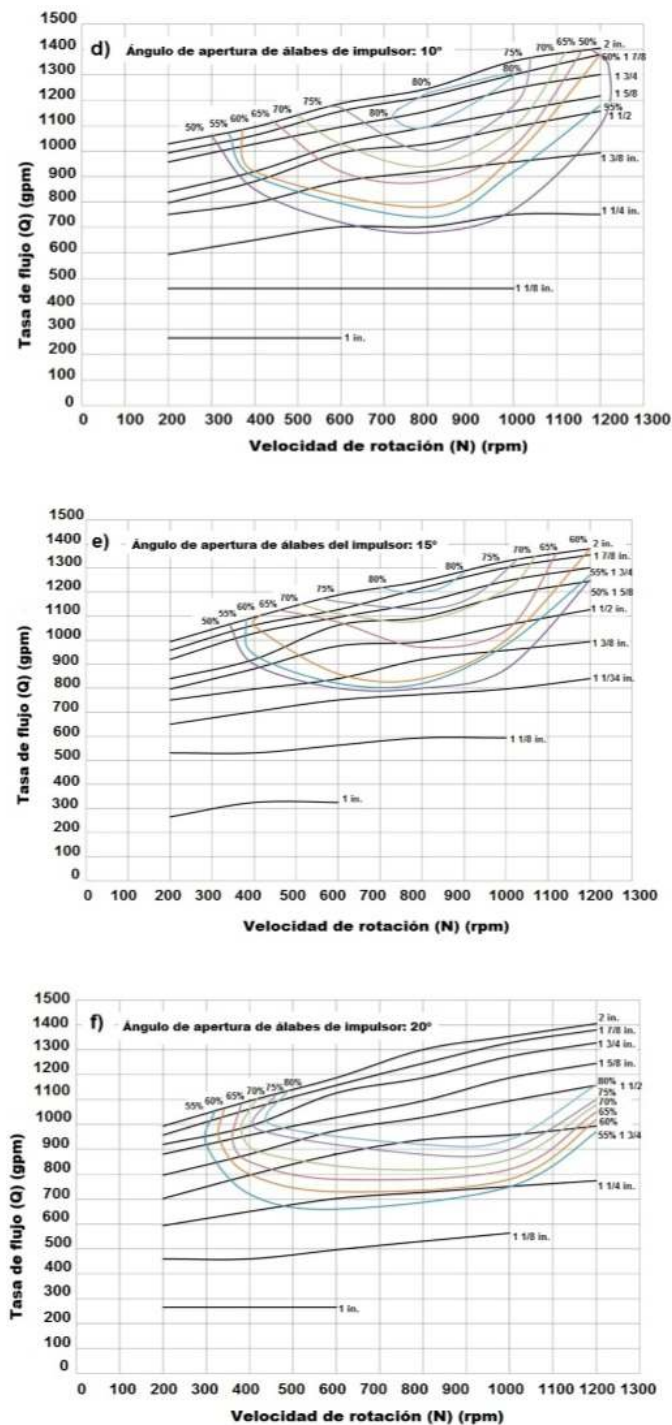 1500
d) Ángulo de apertura de álabes de impulsor: 10º
65% 50% 2 in.
75% 70%
1400
60% 1 7/8
80% 80%
1300
1 3/4
75%
1200
1 5/8
80%
70%
95%
65%
1 1/2
60%
55%
50%
1100
1000
1 3/8 in.
900
800
1 1/4 in.
700
600
500
1 1/8 in.
400
300
1 in.
200
100
0
Tasa de flujo (Q) (gpm)
0 100 200 300 400 500 600 700 800 900 1000 1100 1200 1300
Velocidad de rotación (N) (rpm)
1500
e) Ángulo de apertura de álabes del impulsor: 15º
60% 2 in.
65%
70%
75%
1400
1 7/8 in.
80% 80%
55% 1 3/4
1300
75%
50% 1 5/8
1200
70%
65%
60%
1 1/2 in.
55%
50%
1100
1000
1 3/8 in.
900
1 1/34 in.
800
700
600
1 1/8 in.
500
400
1 in.
300
200
100
0
Tasa de flujo (Q) (gpm)
0 100 200 300 400 500 600 700 800 900 1000 1100 1200 1300
Velocidad de rotación (N) (rpm)
1500
f) Ángulo de apertura de álabes de impulsor: 20º
2 in.
1400
1 7/8 in.
1 3/4 in.
1300
1 5/8 in.
1200
80%
80% 1 1/2
75%
75%
70%
70%
65%
65%
60%
60%
55%
55% 1 3/4
1100
1000
900
800
1 1/4 in.
700
600
1 1/8 in.
500
400
300
1 in.
200
100
0
Tasa de flujo (Q) (gpm)
0 100 200 300 400 500 600 700 800 900 1000 1100 1200 1300
Velocidad de rotación (N) (rpm)